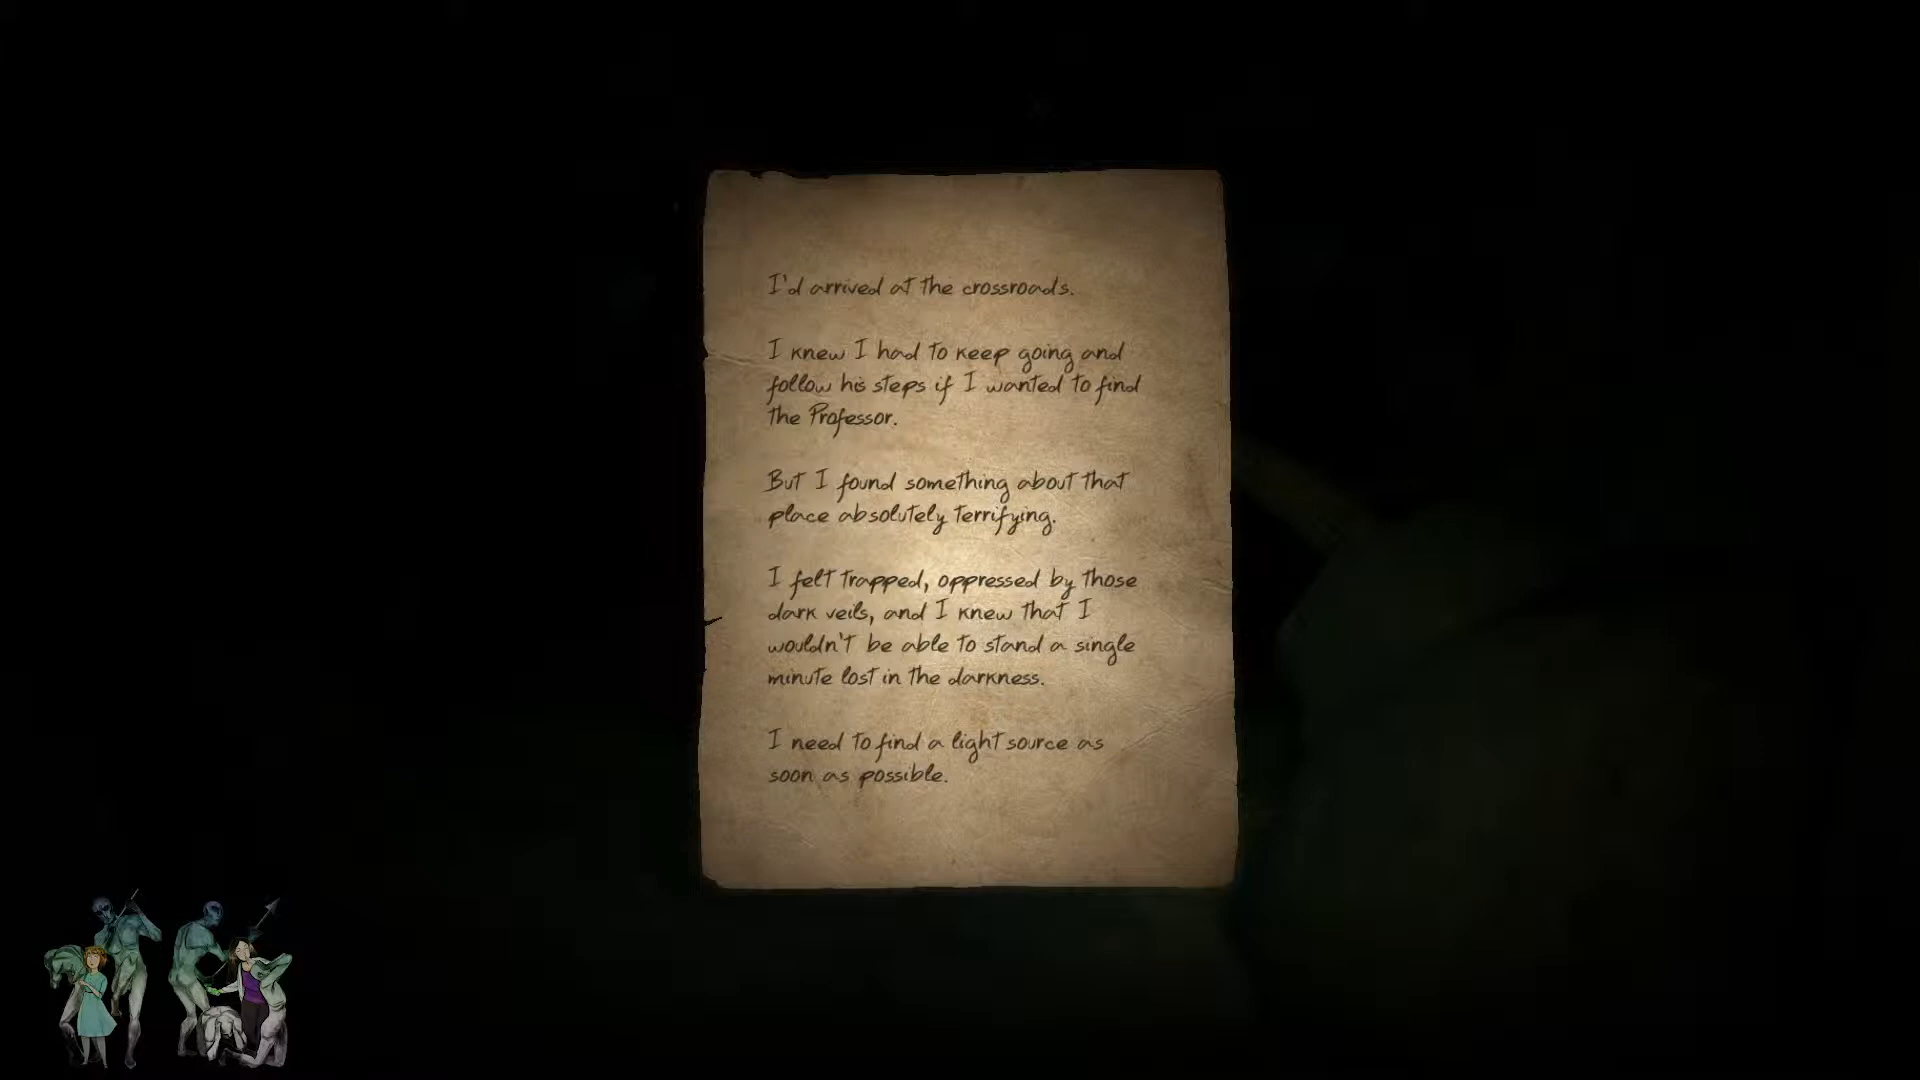 I'd arrived at the crossroads.
I knew I had to keep going and
follow his steps if I wanted to find
the Professor.
But I found something about that
place absolutely terrifying.
I felt trapped, oppressed by those
dark veils, and I knew that I
wouldn't be able to stand a single
minute lost in the darkness.
I need to find a light source as
soon as possible.